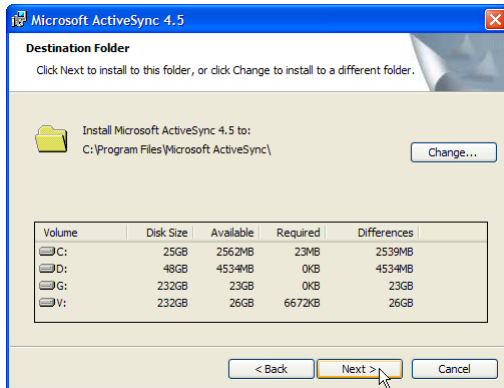 Microsoft ActiveSync 4.5
Destination Folder
Click Next to install to this folder, or click Change to install to a different folder.
Install Microsoft ActiveSync 4.5 to:
C:\Program Files\Microsoft ActiveSync\
Change...
Volume Disk Size Available Required Differences
C: 25GB 2562MB 23MB 2539MB
D: 48GB 4534MB 0KB 4534MB
G: 232GB 23GB 0KB 23GB
V: 232GB 26GB 6672KB 26GB
< Back Next > Cancel